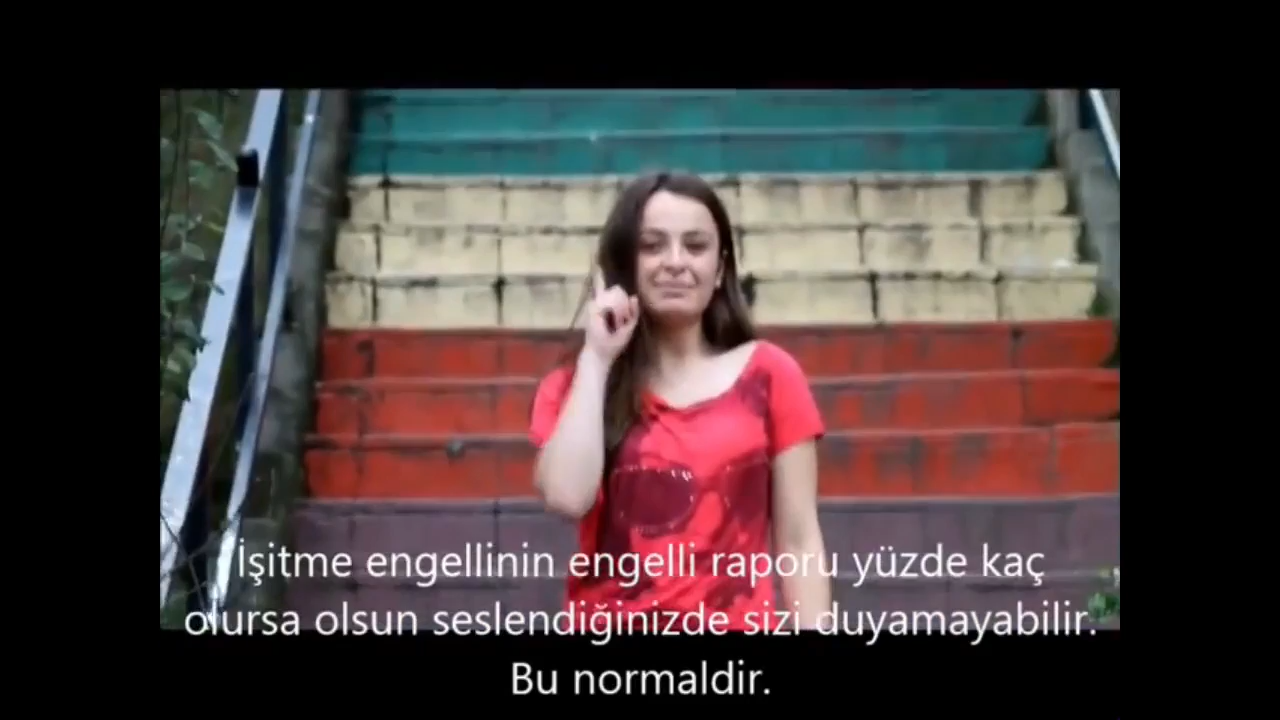 İşitme engellinin engelli raporu yüzde kaç
olursa olsun seslendiğinizde sizi duyamayabilir.
Bu normaldir.